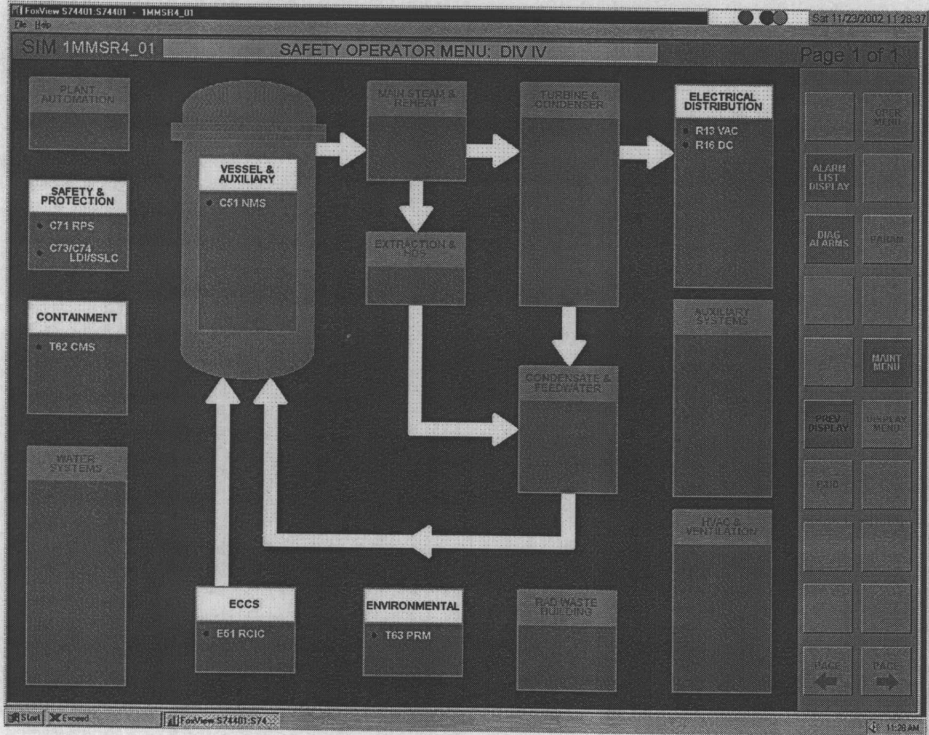 FoxView S74401:S74401 - 1MMSR4_01
File Help
Sat 11/23/2002 11:28:37
SIM 1MMSR4_01
SAFETY OPERATOR MENU: DIV IV
Page 1 of 1
PLANT AUTOMATION
MAIN STEAM & REHEAT
TURBINE & CONDENSER
ELECTRICAL DISTRIBUTION
R13 VAC
R16 DC
OPER MENU
VESSEL & AUXILIARY
C51 NMS
ALARM LIST DISPLAY
SAFETY & PROTECTION
C71 RPS
C73/C74 LDI/SSLC
EXTRACTION &
DIAG ALARMS
PARAM
CONTAINMENT
T62 CMS
AUXILIARY SYSTEMS
MAINT MENU
CONDENSATE & FEEDWATER
PREV DISPLAY
DISPLAY MENU
WATER SYSTEMS
HVAC & VENTILATION
ECCS
E51 RCIC
ENVIRONMENTAL
T63 PRM
RAD WASTE BUILDING
PAGE
PAGE
Start
Exceed
FoxView S74401:S74...
11:28 AM